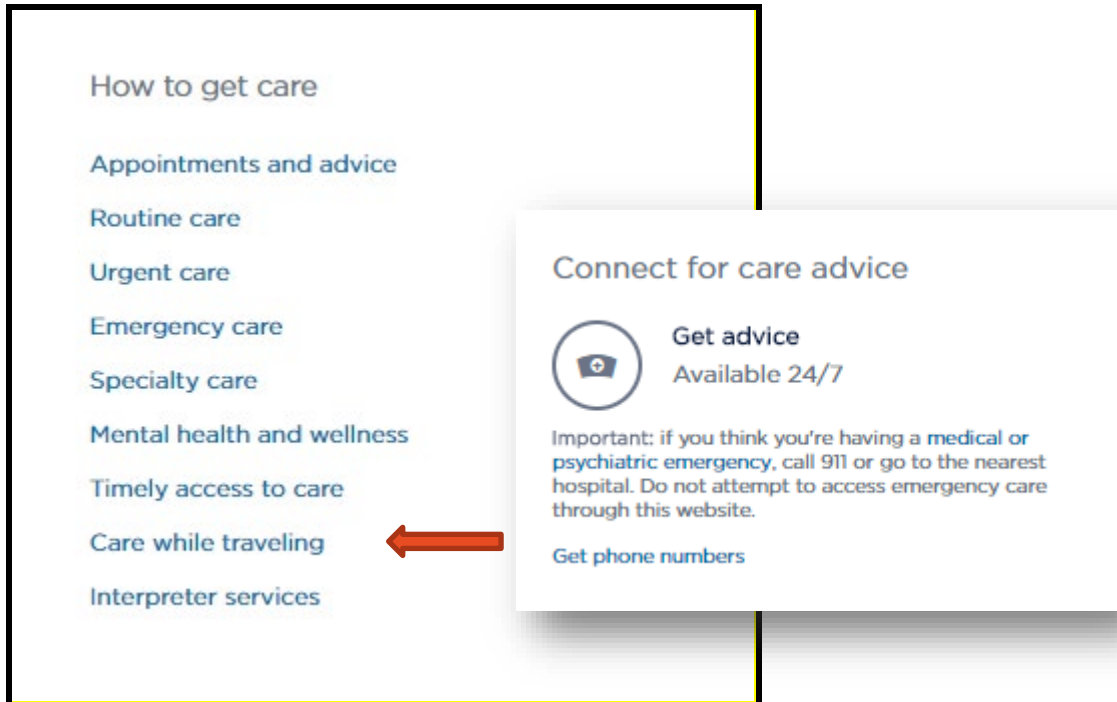 How to get care
Appointments and advice
Routine care
Urgent care
Emergency care
Specialty care
Mental health and wellness
Timely access to care
Care while traveling
Interpreter services
Connect for care advice
Get advice
Available 24/7
Important: if you think you're having a medical or
psychiatric emergency, call 911 or go to the nearest
hospital. Do not attempt to access emergency care
through this website.
Get phone numbers